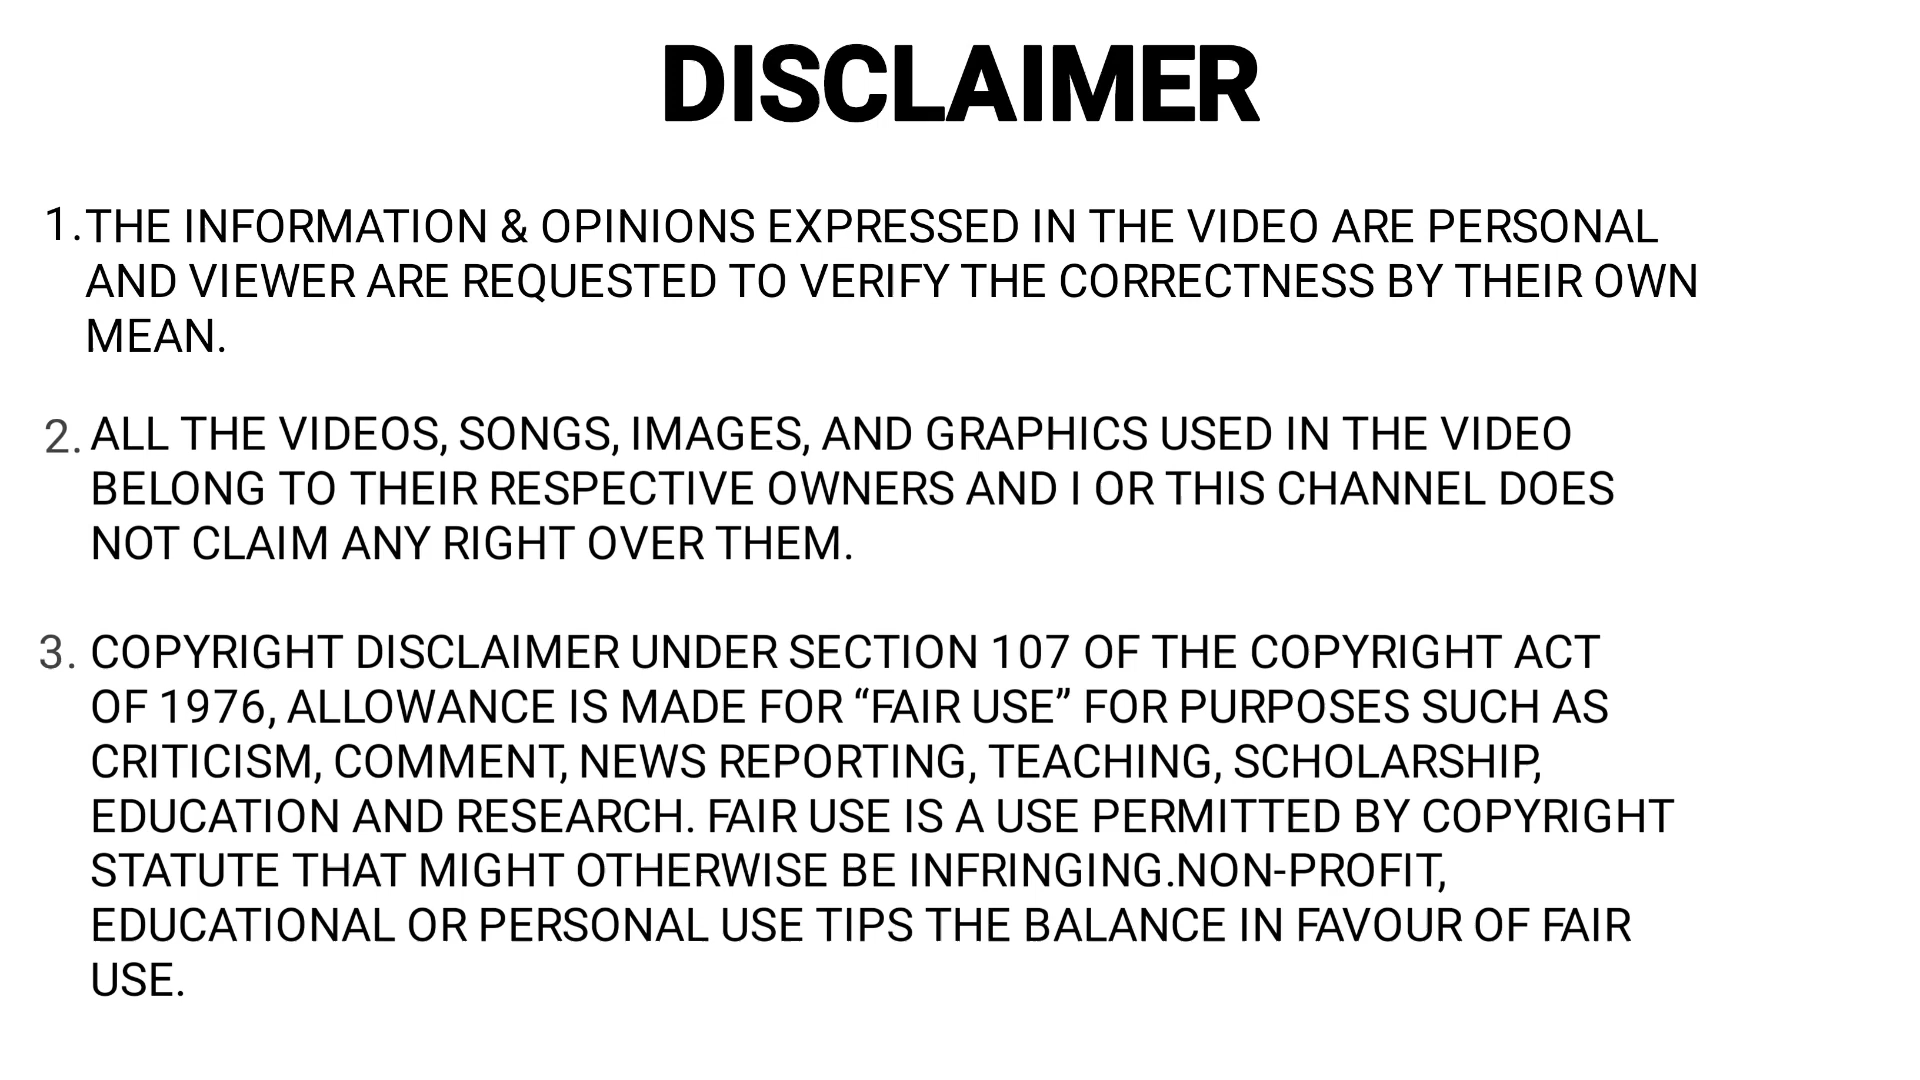 DISCLAIMER
1. THE INFORMATION & OPINIONS EXPRESSED IN THE VIDEO ARE PERSONAL
AND VIEWER ARE REQUESTED TO VERIFY THE CORRECTNESS BY THEIR OWN
MEAN.
2. ALL THE VIDEOS, SONGS, IMAGES, AND GRAPHICS USED IN THE VIDEO
BELONG TO THEIR RESPECTIVE OWNERS AND I OR THIS CHANNEL DOES
NOT CLAIM ANY RIGHT OVER THEM.
3. COPYRIGHT DISCLAIMER UNDER SECTION 107 OF THE COPYRIGHT ACT
OF 1976, ALLOWANCE IS MADE FOR “FAIR USE” FOR PURPOSES SUCH AS
CRITICISM, COMMENT, NEWS REPORTING, TEACHING, SCHOLARSHIP,
EDUCATION AND RESEARCH. FAIR USE IS A USE PERMITTED BY COPYRIGHT
STATUTE THAT MIGHT OTHERWISE BE INFRINGING.NON-PROFIT,
EDUCATIONAL OR PERSONAL USE TIPS THE BALANCE IN FAVOUR OF FAIR
USE.